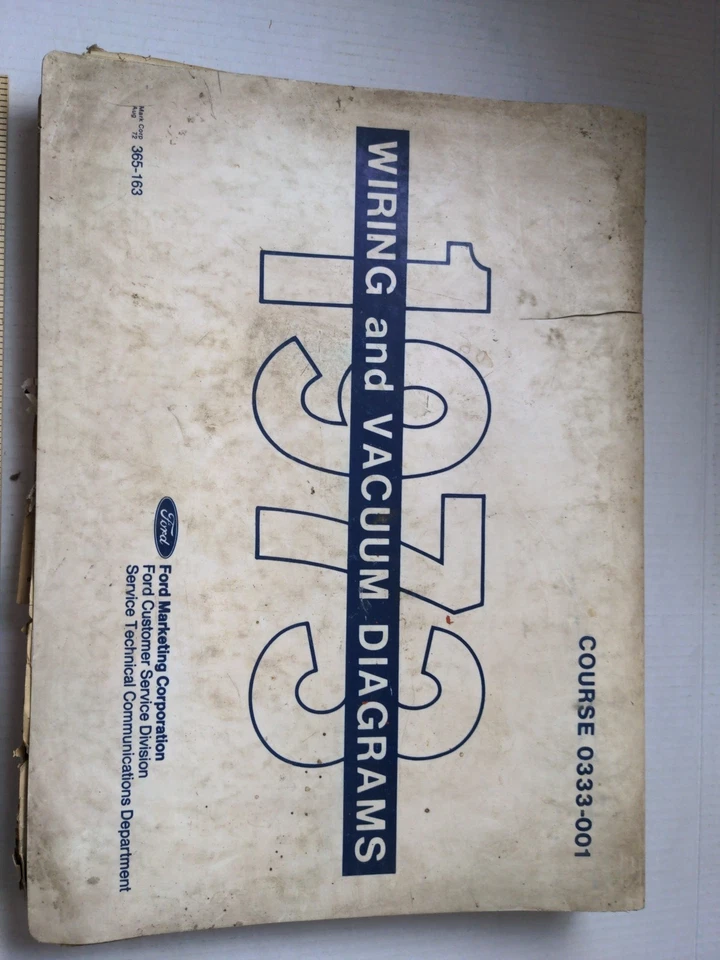 COURSE 0333-001
1973
WIRING and VACUUM DIAGRAMS
Ford
Ford Marketing Corporation
Ford Customer Service Division
Service Technical Communications Department
Mark Corp
Aug 72 365-163